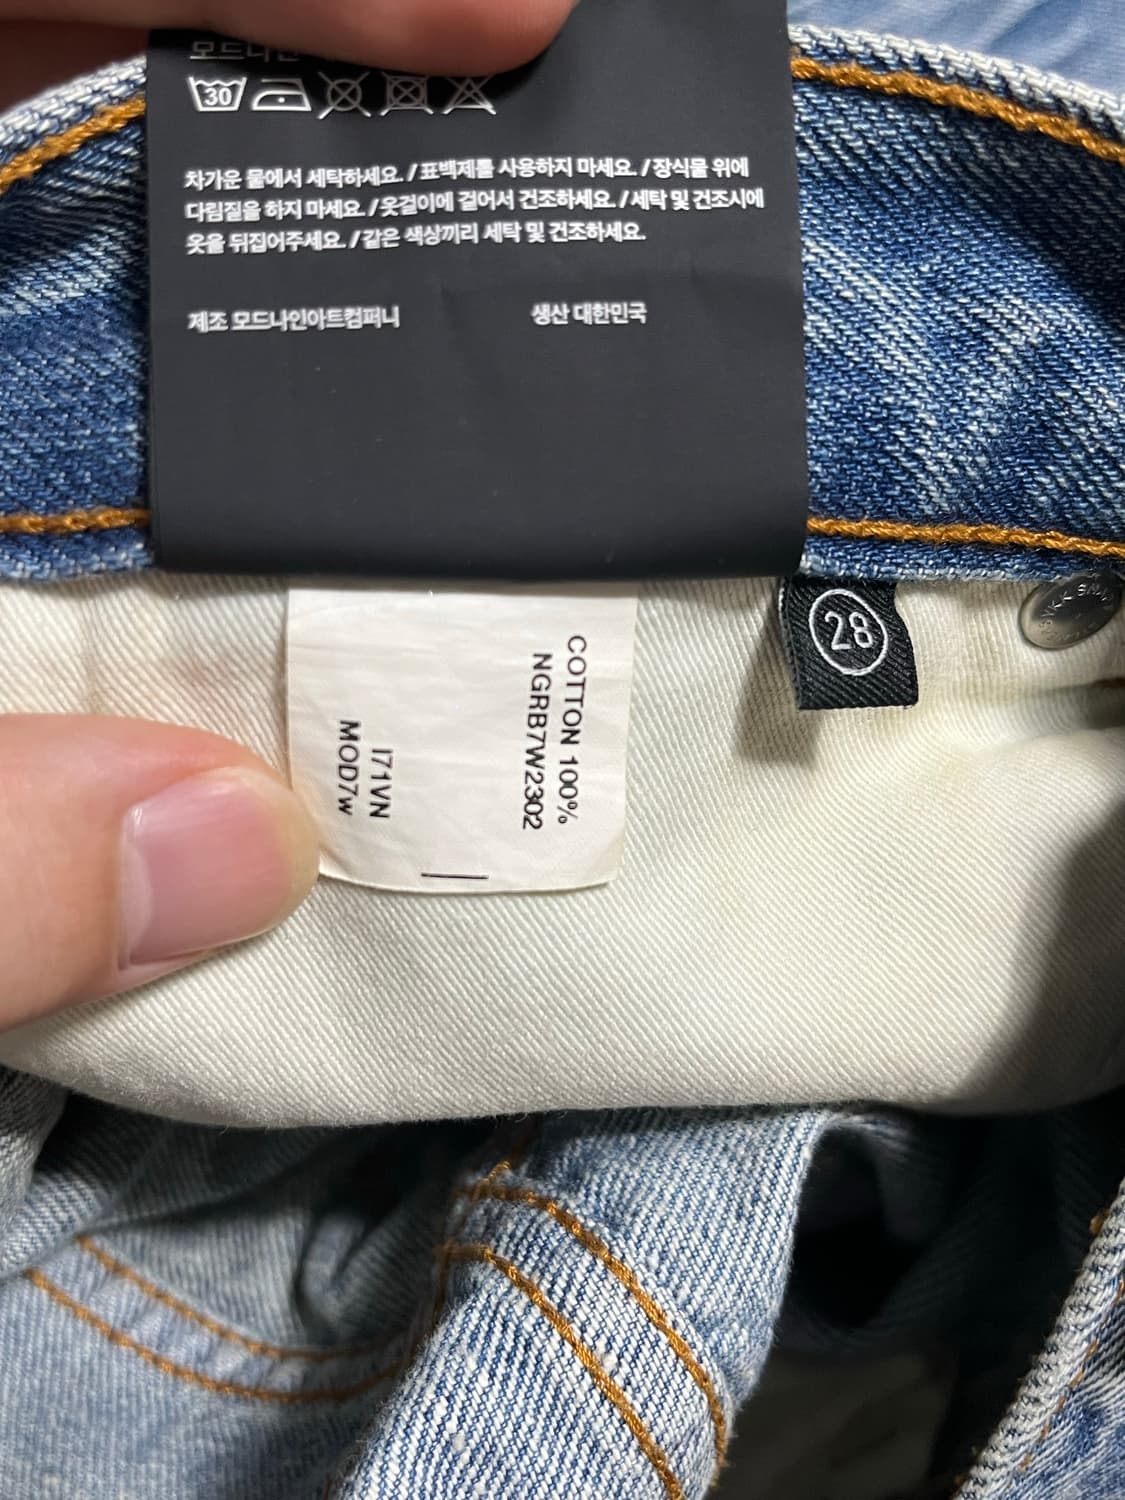 모드나인
30
차가운 물에서 세탁하세요. / 표백제를 사용하지 마세요. / 장식물 위에
다림질을 하지 마세요. / 옷걸이에 걸어서 건조하세요. / 세탁 및 건조시에
옷을 뒤집어주세요. / 같은 색상끼리 세탁 및 건조하세요.
제조 모드나인아트컴퍼니
생산 대한민국
28
COTTON 100%
NGRB7W2302
I71VN
MOD7w